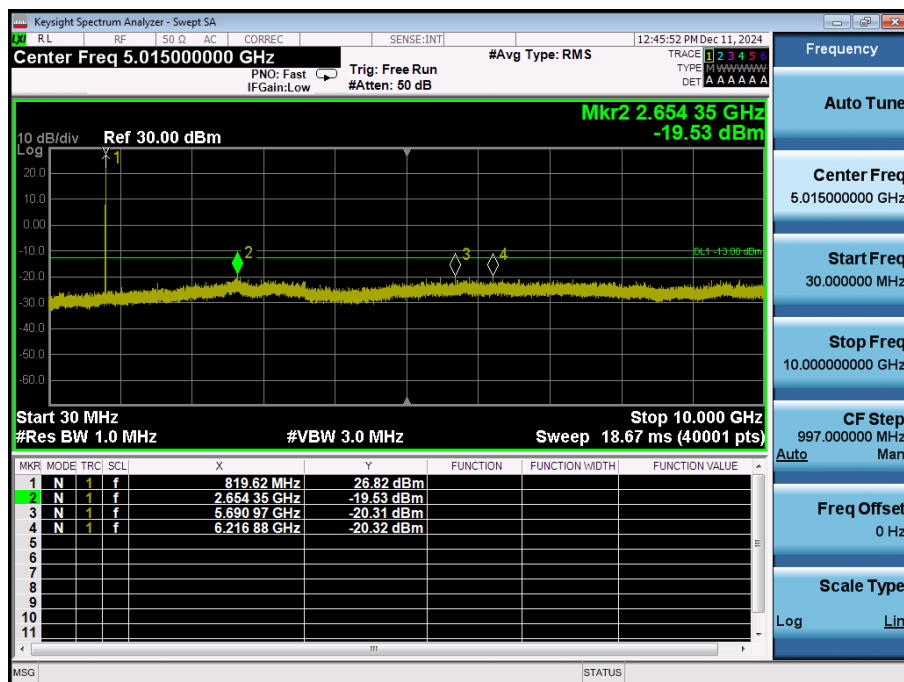 Keysight Spectrum Analyzer - Swept SA
LXI RL RF 50 Ω AC CORREC SENSE:INT 12:45:52 PM Dec 11, 2024
Center Freq 5.015000000 GHz
PNO: Fast
IFGain:Low
Trig: Free Run
#Atten: 50 dB
#Avg Type: RMS
TRACE 1 2 3 4 5 6
TYPE M W W W W W
DET A A A A A A
Mkr2 2.654 35 GHz
-19.53 dBm
10 dB/div Ref 30.00 dBm
Log
1
20.0
10.0
0.00
-10.0
2 3 4
DL1 -13.00 dBm
-20.0
-30.0
-40.0
-50.0
-60.0
Start 30 MHz Stop 10.000 GHz
#Res BW 1.0 MHz #VBW 3.0 MHz Sweep 18.67 ms (40001 pts)
MKR MODE TRC SCL X Y FUNCTION FUNCTION WIDTH FUNCTION VALUE
1 N 1 f 819.62 MHz 26.82 dBm
2 N 1 f 2.654 35 GHz -19.53 dBm
3 N 1 f 5.690 97 GHz -20.31 dBm
4 N 1 f 6.216 88 GHz -20.32 dBm
5
6
7
8
9
10
11
MSG STATUS
Frequency
Auto Tune
Center Freq
5.015000000 GHz
Start Freq
30.000000 MHz
Stop Freq
10.000000000 GHz
CF Step
997.000000 MHz
Auto Man
Freq Offset
0 Hz
Scale Type
Log Lin